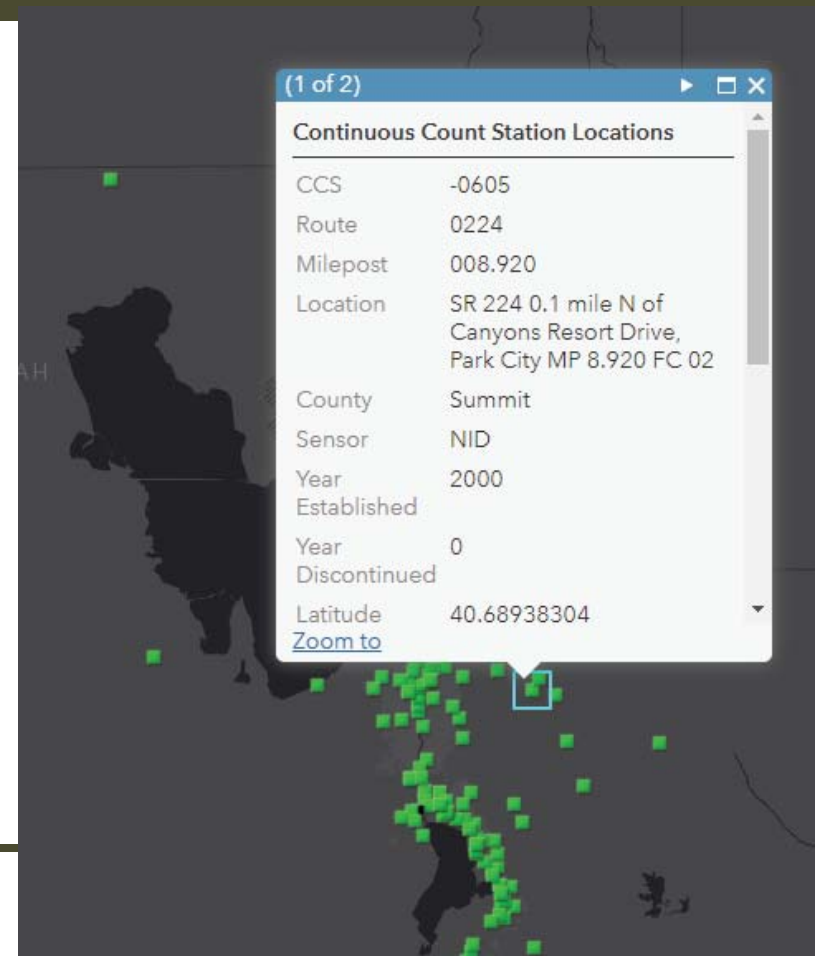 (1 of 2)
Continuous Count Station Locations
CCS -0605
Route 0224
Milepost 008.920
Location SR 224 0.1 mile N of
Canyons Resort Drive,
Park City MP 8.920 FC 02
County Summit
Sensor NID
Year 2000
Established
Year 0
Discontinued
Latitude 40.68938304
Zoom to
AH